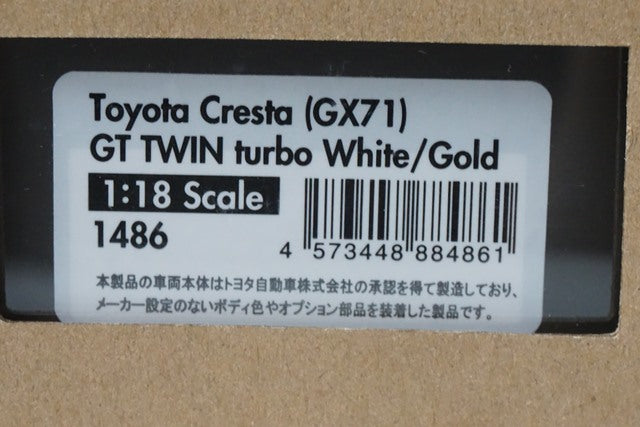 Toyota Cresta (GX71)
GT TWIN turbo White/Gold
1:18 Scale
1486
4 573448 884861
本製品の車両本体はトヨタ自動車株式会社の承認を得て製造しており、
メーカー設定のないボディ色やオプション部品を装着した製品です。